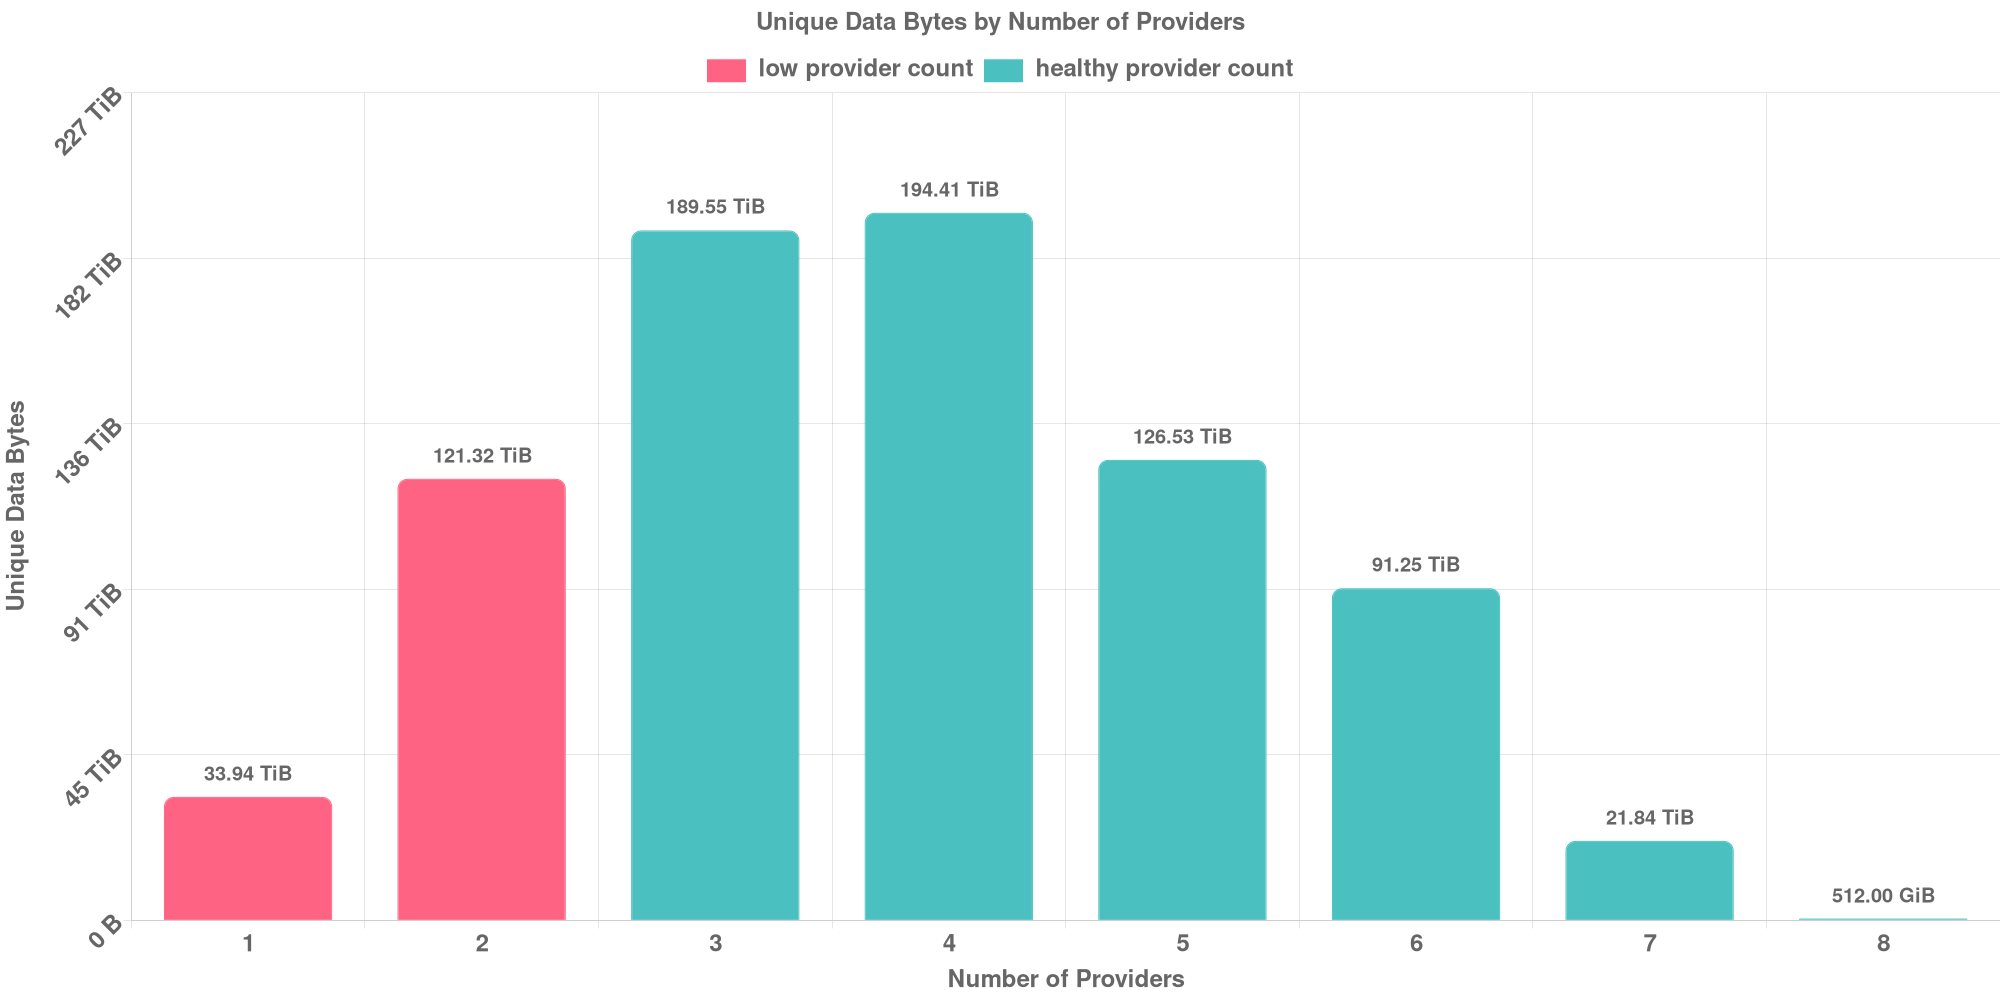 Unique Data Bytes by Number of Providers
low provider count
healthy provider count
227 TiB
182 TiB
136 TiB
91 TiB
45 TiB
0 B
Unique Data Bytes
33.94 TiB
121.32 TiB
189.55 TiB
194.41 TiB
126.53 TiB
91.25 TiB
21.84 TiB
512.00 GiB
1 2 3 4 5 6 7 8
Number of Providers